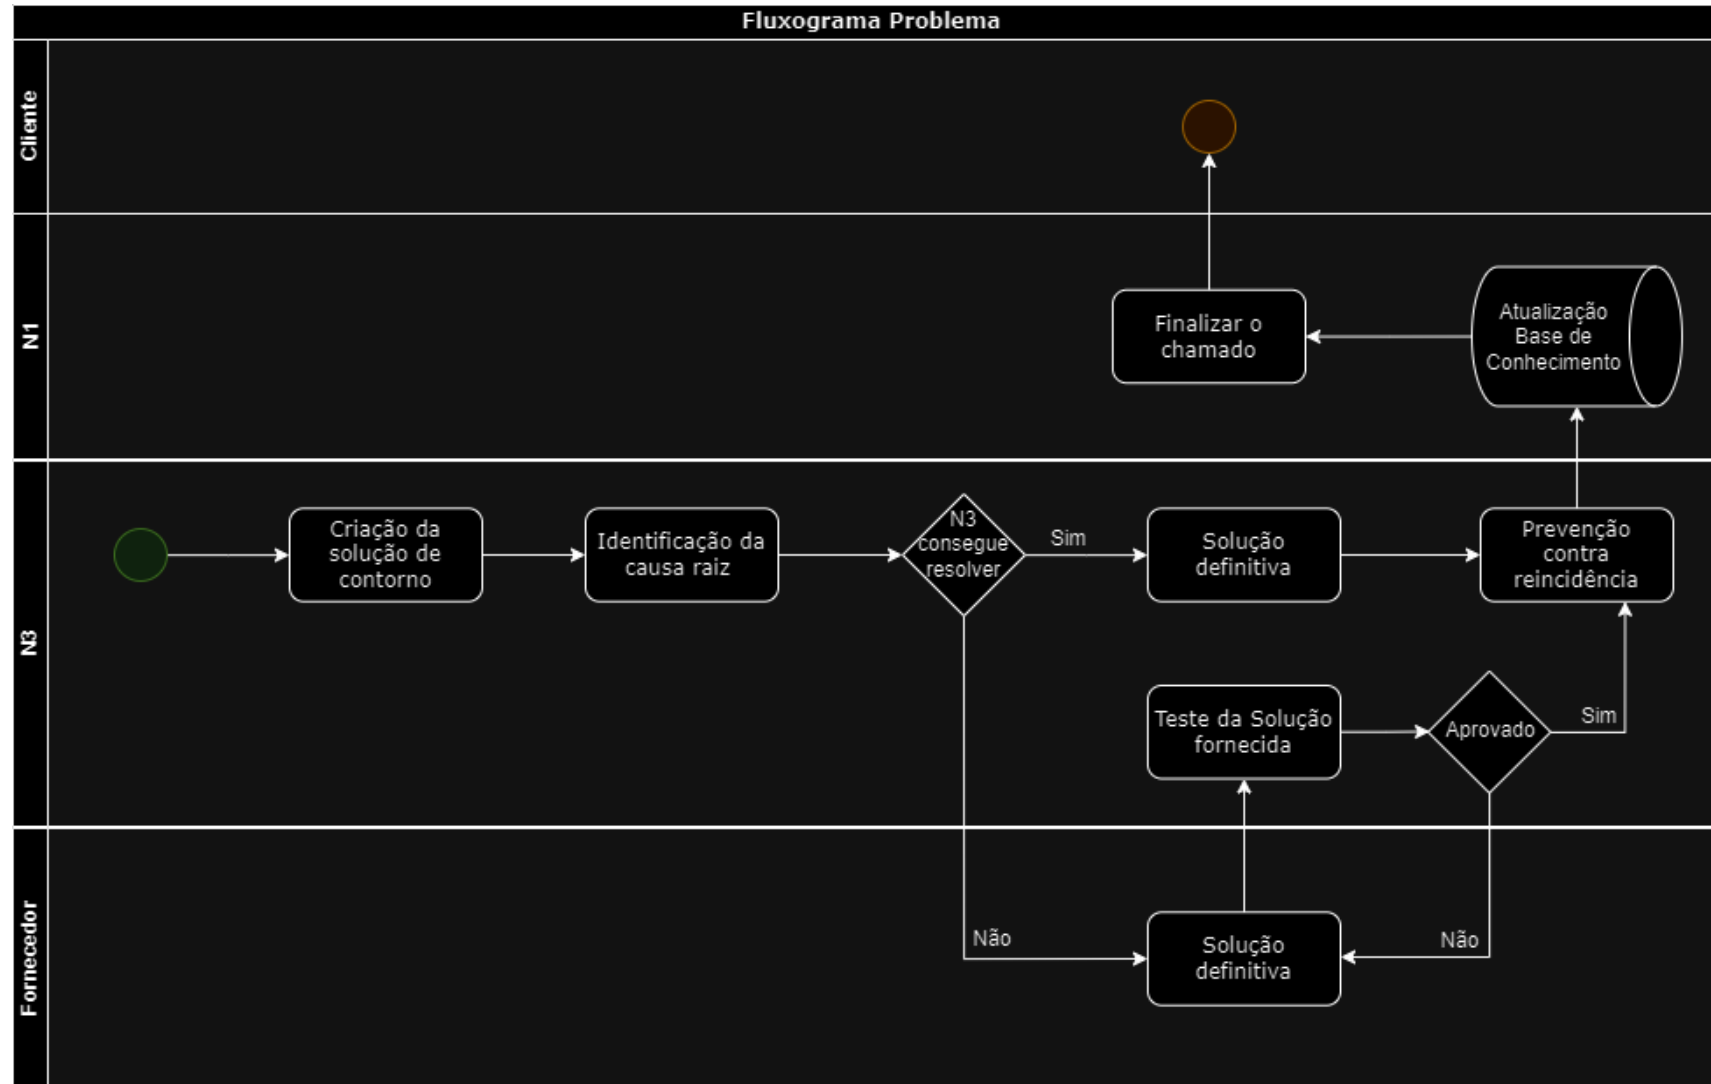 Fluxograma Problema
Cliente
N1
Finalizar o
chamado
Atualização
Base de
Conhecimento
N3
Criação da
solução de
contorno
Identificação da
causa raiz
N3
consegue
resolver
Sim
Solução
definitiva
Prevenção
contra
reincidência
Teste da Solução
fornecida
Aprovado
Sim
Fornecedor
Não
Solução
definitiva
Não